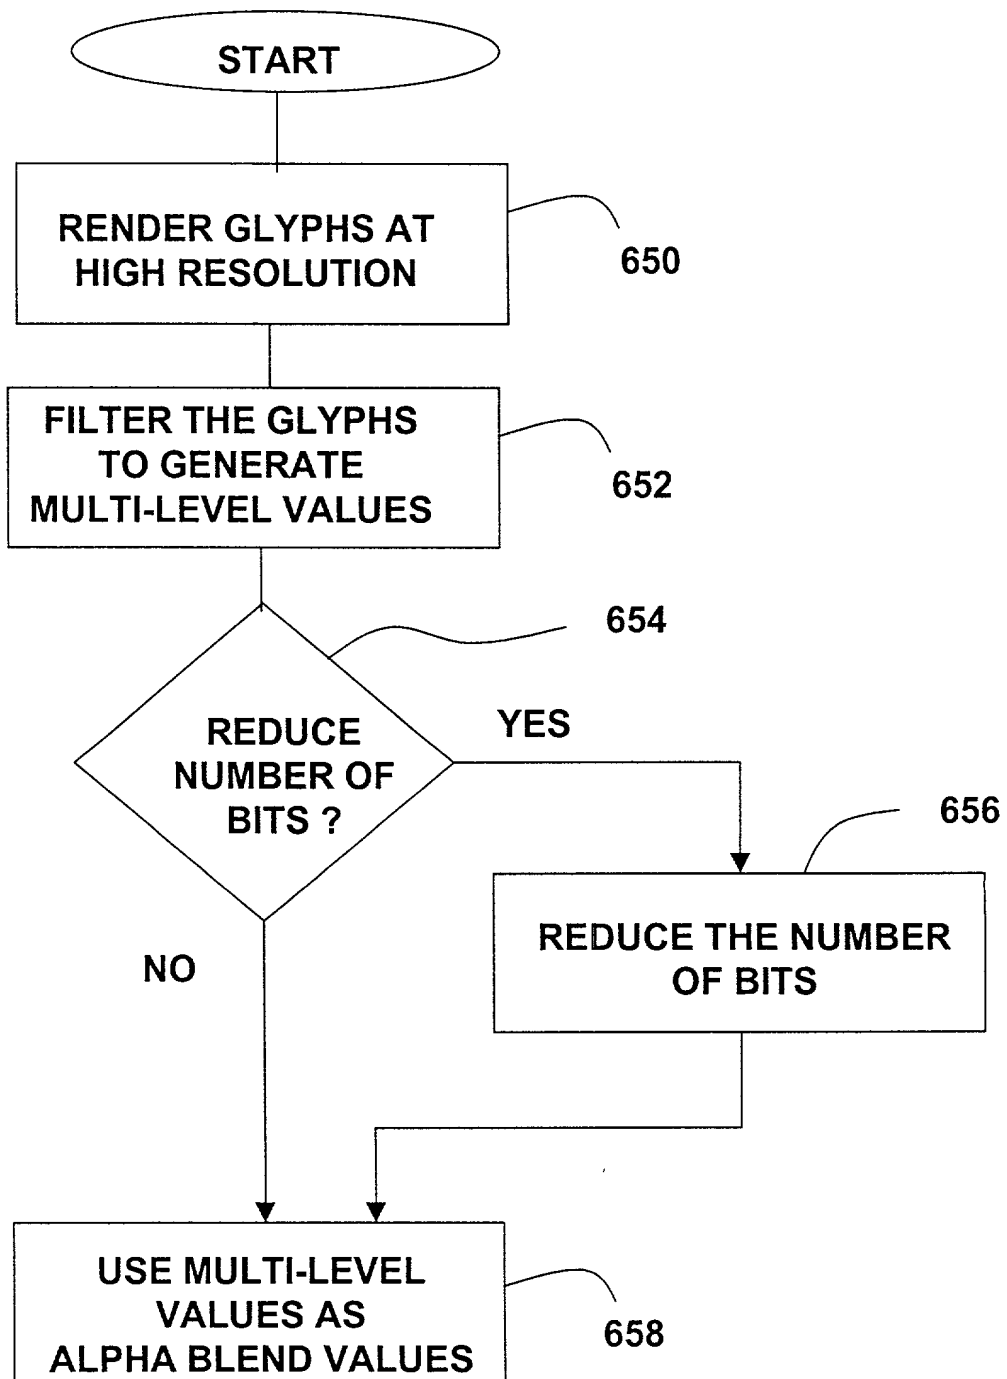 START
RENDER GLYPHS AT
HIGH RESOLUTION
650
FILTER THE GLYPHS
TO GENERATE
MULTI-LEVEL VALUES
652
654
REDUCE
NUMBER OF
BITS ?
YES
656
REDUCE THE NUMBER
OF BITS
NO
USE MULTI-LEVEL
VALUES AS
ALPHA BLEND VALUES
658